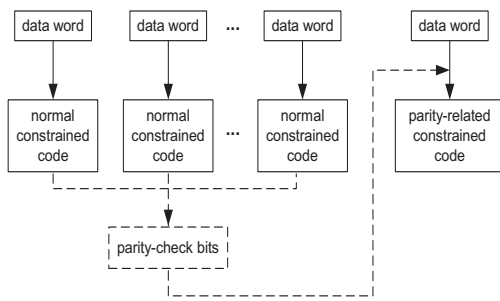 data word data word ... data word data word
normal constrained code
normal constrained code
...
normal constrained code
parity-related constrained code
parity-check bits